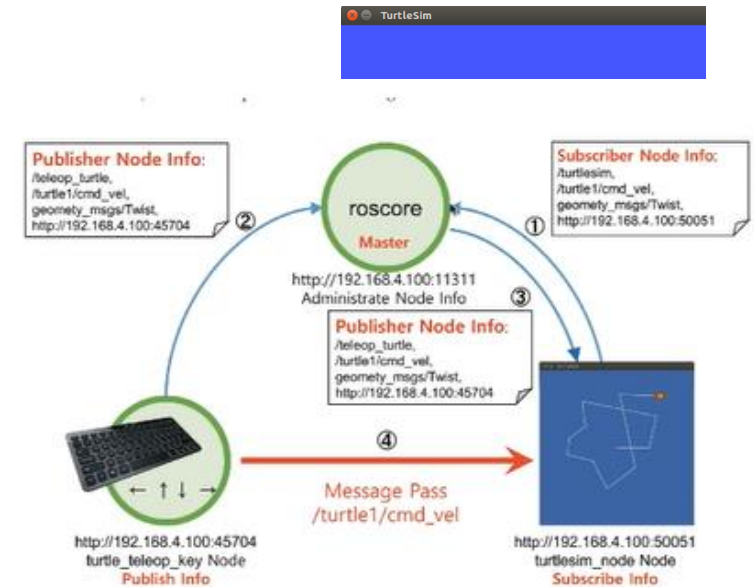 TurtleSim
Publisher Node Info:
/teleop_turtle,
/turtle1/cmd_vel,
geomety_msgs/Twist,
http://192.168.4.100:45704
②
roscore
Master
http://192.168.4.100:11311
Administrate Node Info
Subscriber Node Info:
/turtlesim,
/turtle1/cmd_vel,
geomety_msgs/Twist,
http://192.168.4.100:50051
①
③
Publisher Node Info:
/teleop_turtle,
/turtle1/cmd_vel,
geomety_msgs/Twist,
http://192.168.4.100:45704
← ↑ ↓ →
④
Message Pass
/turtle1/cmd_vel
http://192.168.4.100:45704
turtle_teleop_key Node
Publish Info
http://192.168.4.100:50051
turtlesim_node Node
Subscribe Info